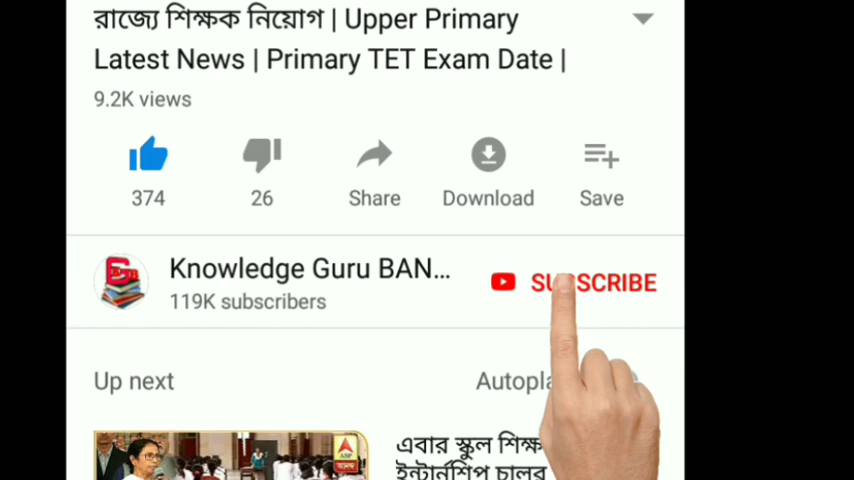 রাজ্যে শিক্ষক নিয়োগ | Upper Primary
Latest News | Primary TET Exam Date |
9.2K views
374
26
Share
Download
Save
Knowledge Guru BAN...
119K subscribers
SUBSCRIBE
Up next
এবার স্কুল
ইন্টার্নশিপ চালুর